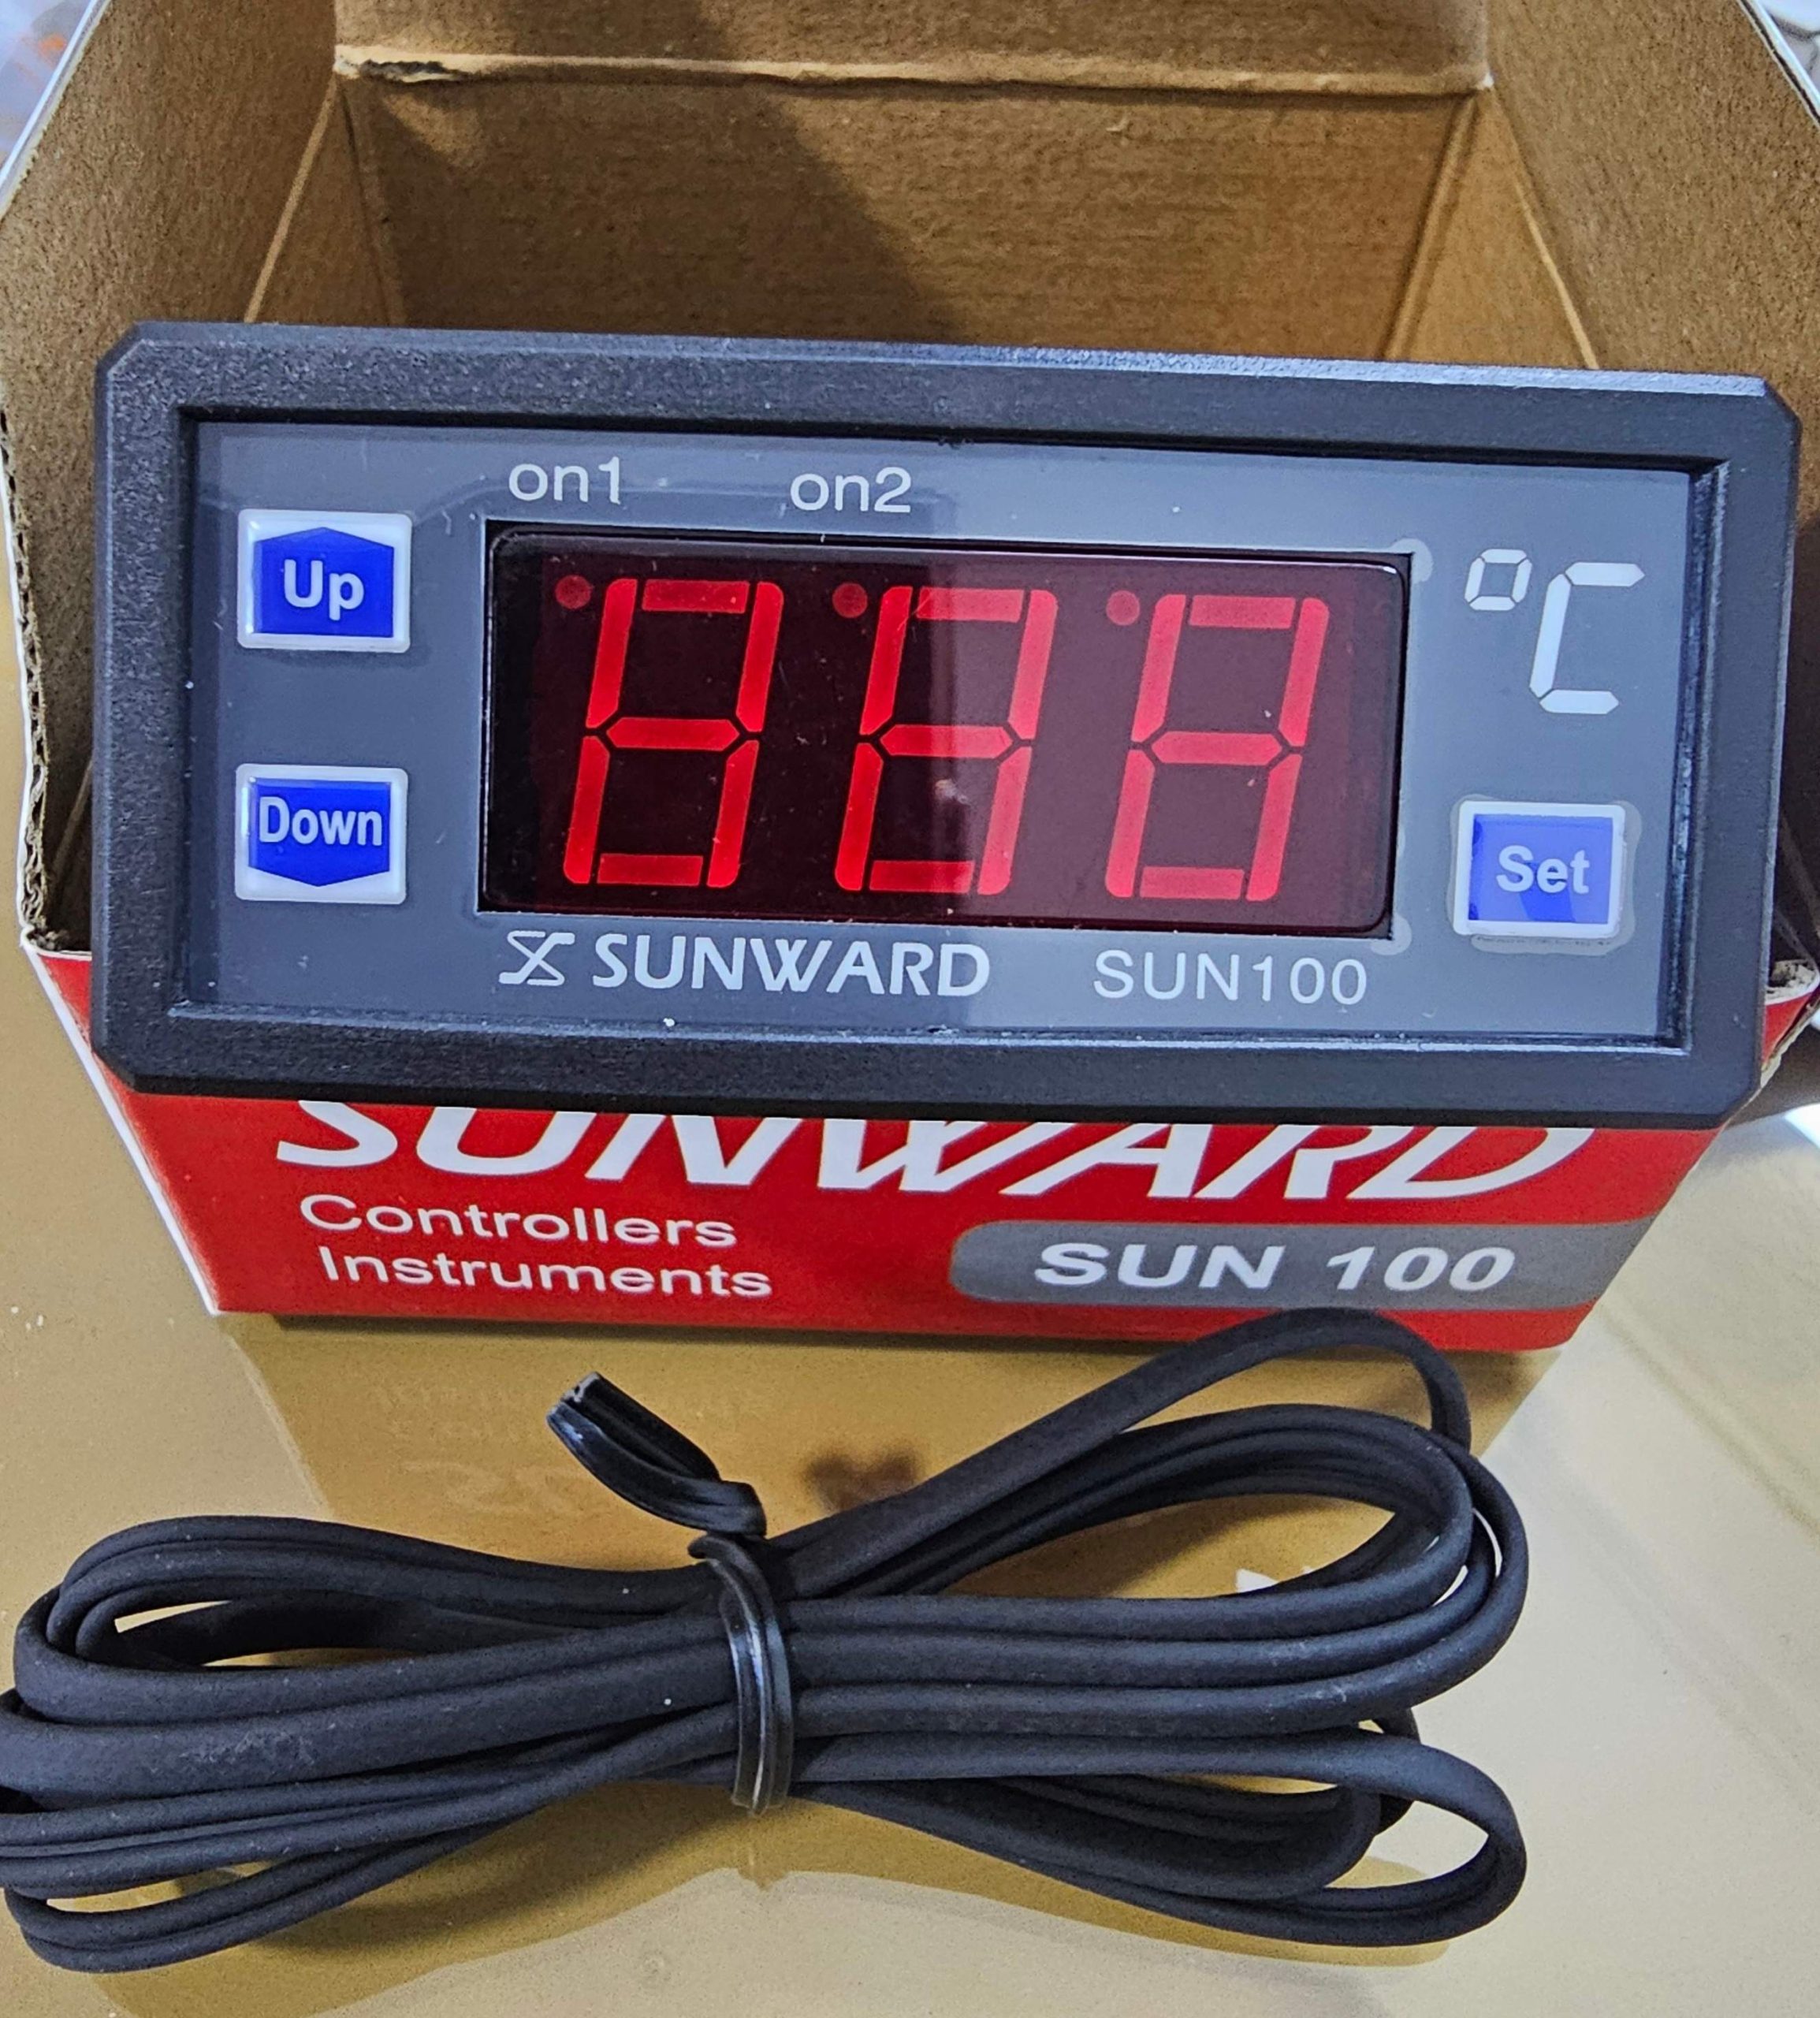 on1 on2
Up
°C
Down
Set
SUNWARD SUN100
SUNWARD
Controllers
Instruments
SUN 100